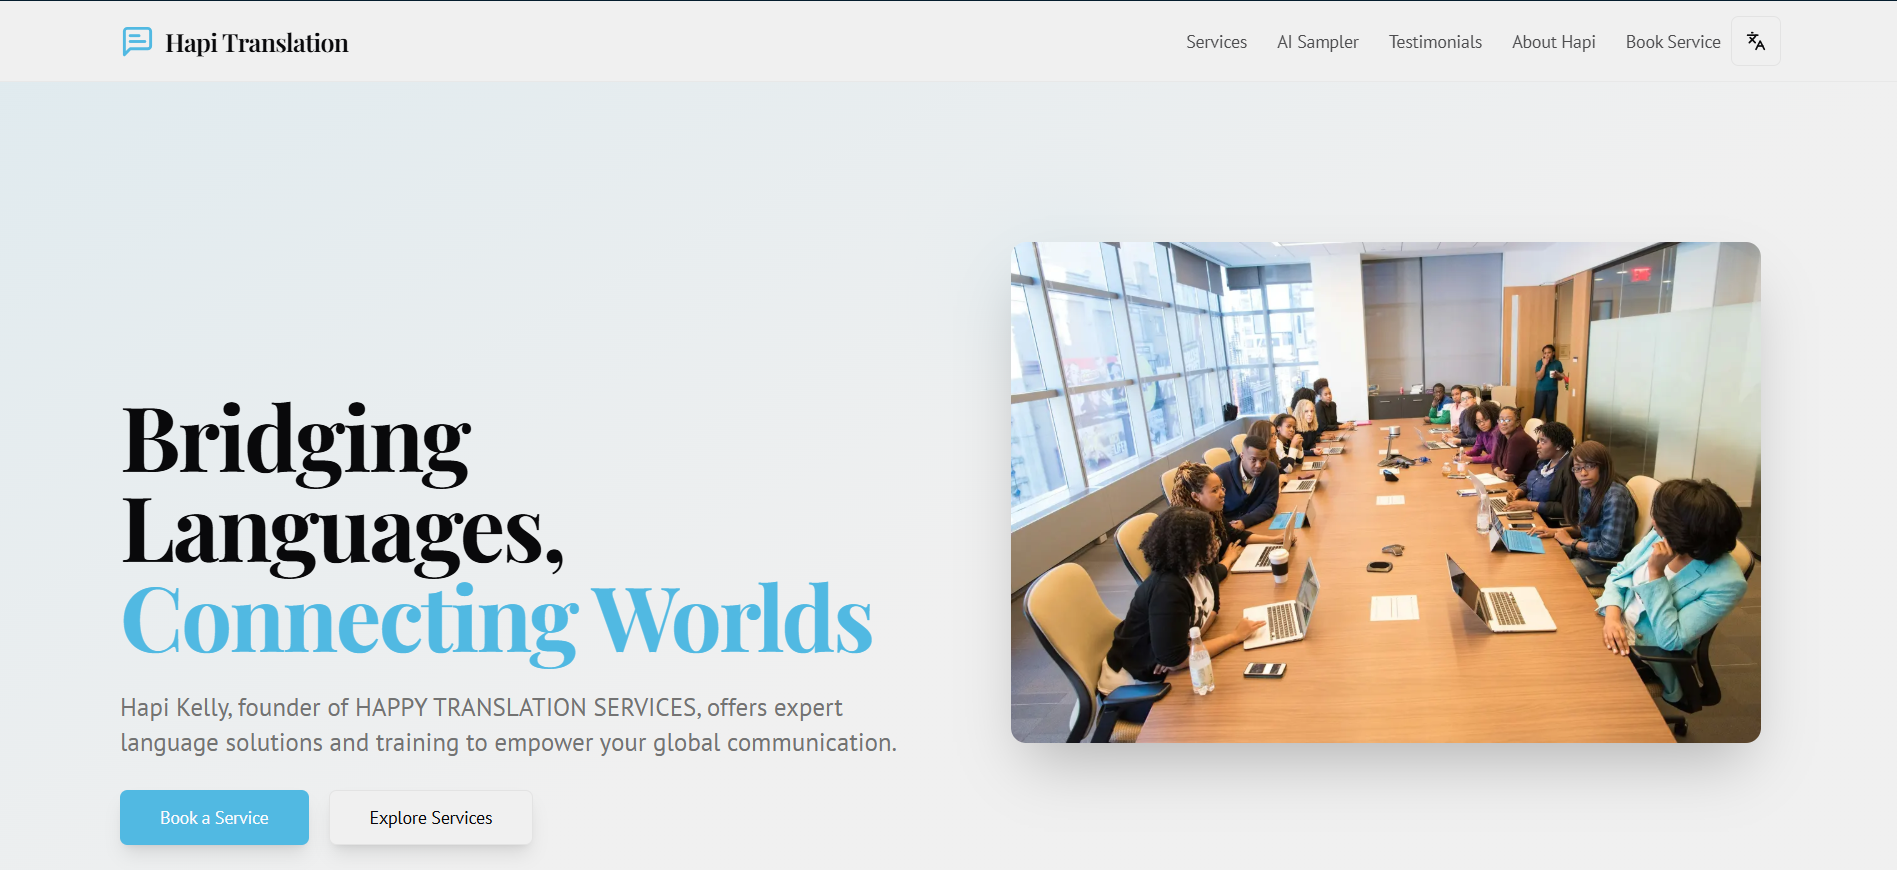 Hapi Translation
Services
AI Sampler
Testimonials
About Hapi
Book Service
Bridging
Languages,
Connecting Worlds
Hapi Kelly, founder of HAPPY TRANSLATION SERVICES, offers expert
language solutions and training to empower your global communication.
Book a Service
Explore Services